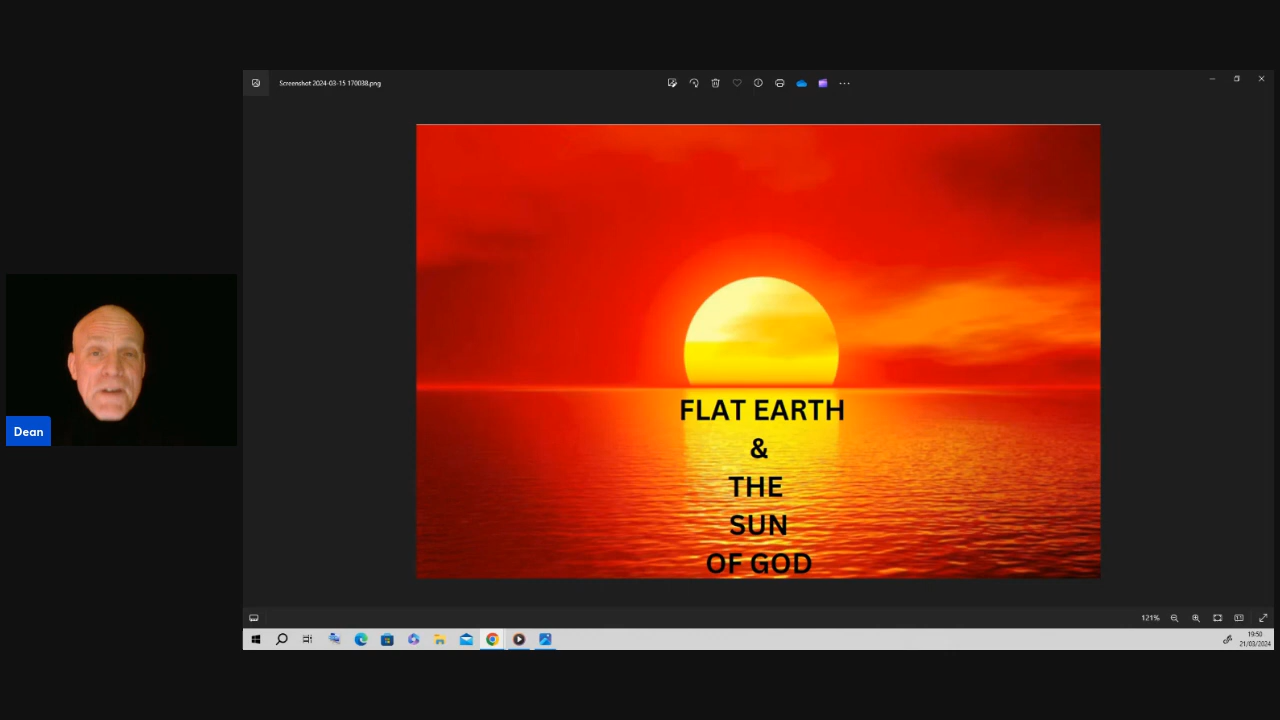 Screenshot 2024-03-15 170038.png
FLAT EARTH
&
THE
SUN
OF GOD
Dean
121%
19:50
21/03/2024